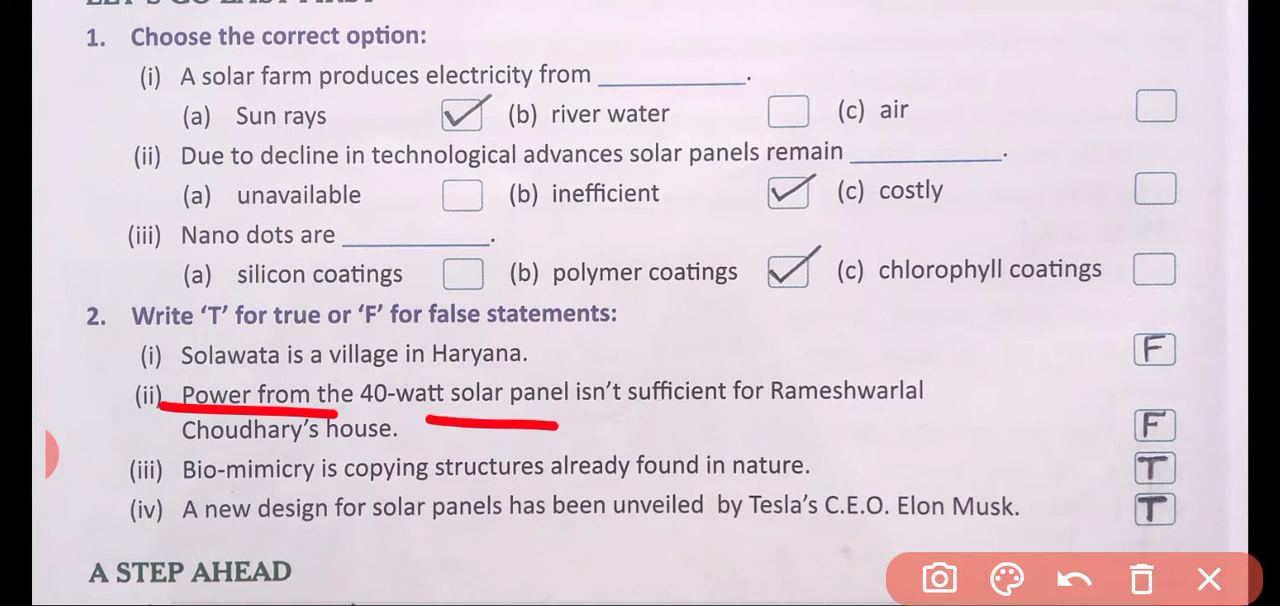 1. Choose the correct option:
(i) A solar farm produces electricity from __________.
(a) Sun rays (b) river water (c) air
(ii) Due to decline in technological advances solar panels remain __________.
(a) unavailable (b) inefficient (c) costly
(iii) Nano dots are __________.
(a) silicon coatings (b) polymer coatings (c) chlorophyll coatings
2. Write ‘T’ for true or ‘F’ for false statements:
(i) Solawata is a village in Haryana. F
(ii) Power from the 40-watt solar panel isn’t sufficient for Rameshwarlal
Choudhary’s house. F
(iii) Bio-mimicry is copying structures already found in nature. T
(iv) A new design for solar panels has been unveiled by Tesla’s C.E.O. Elon Musk. T
A STEP AHEAD